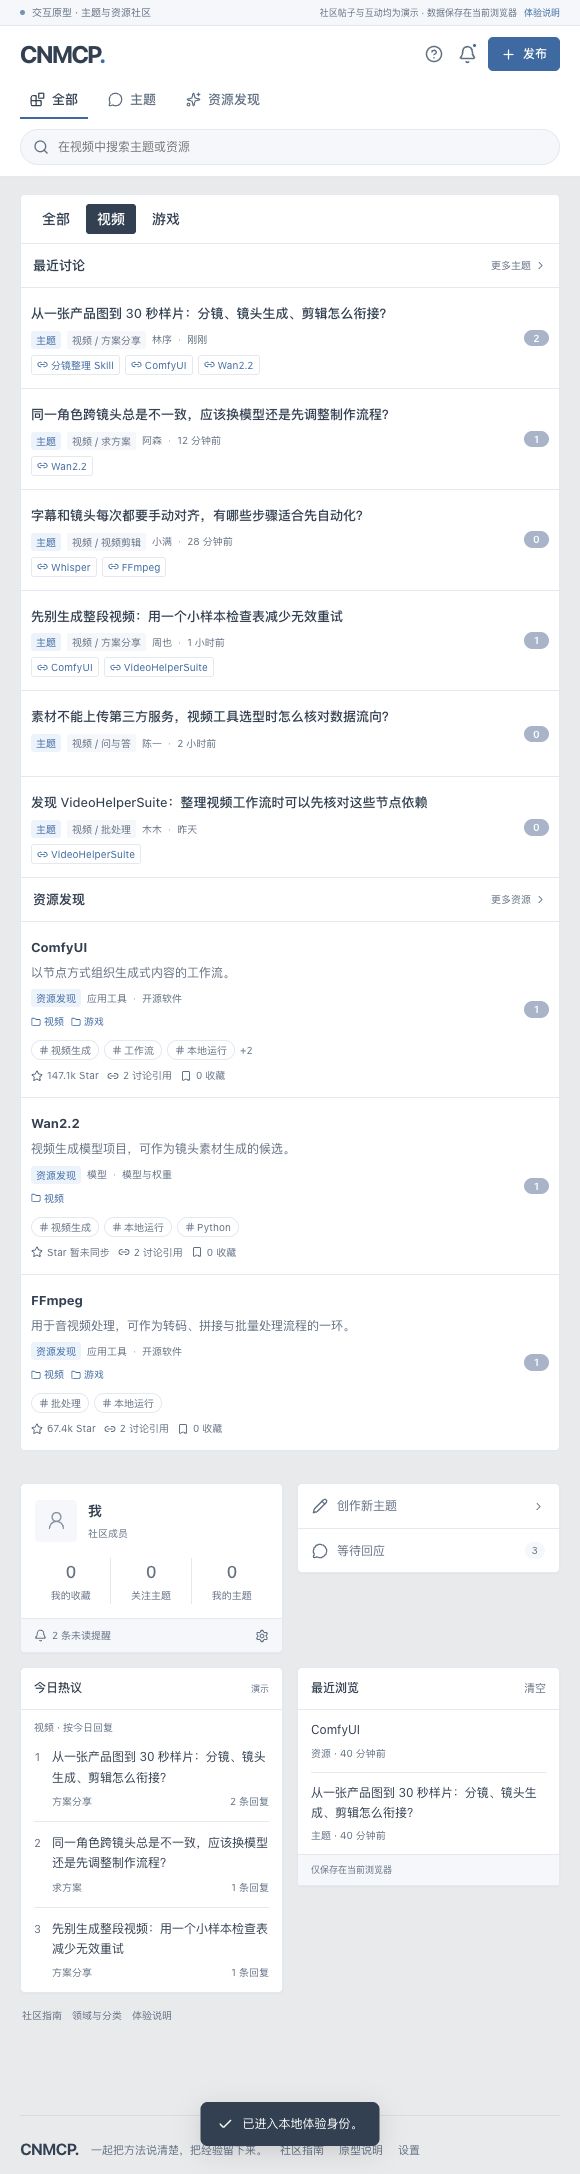 交互原型 · 主题与资源社区
社区帖子与互动均为演示 · 数据保存在当前浏览器 体验说明
CNMCP.
发布
全部 主题 资源发现
在视频中搜索主题或资源
全部 视频 游戏
最近讨论 更多主题
从一张产品图到 30 秒样片：分镜、镜头生成、剪辑怎么衔接？
主题 视频 / 方案分享 林序 · 刚刚
2
分镜整理 Skill ComfyUI Wan2.2
同一角色跨镜头总是不一致，应该换模型还是先调整制作流程？
主题 视频 / 求方案 阿森 · 12 分钟前
1
Wan2.2
字幕和镜头每次都要手动对齐，有哪些步骤适合先自动化？
主题 视频 / 视频剪辑 小满 · 28 分钟前
0
Whisper FFmpeg
先别生成整段视频：用一个小样本检查表减少无效重试
主题 视频 / 方案分享 周也 · 1 小时前
1
ComfyUI VideoHelperSuite
素材不能上传第三方服务，视频工具选型时怎么核对数据流向？
主题 视频 / 问与答 陈一 · 2 小时前
0
发现 VideoHelperSuite：整理视频工作流时可以先核对这些节点依赖
主题 视频 / 批处理 木木 · 昨天
0
VideoHelperSuite
资源发现 更多资源
ComfyUI
以节点方式组织生成式内容的工作流。
资源发现 应用工具 · 开源软件
1
视频 游戏
# 视频生成 # 工作流 # 本地运行 +2
147.1k Star 2 讨论引用 0 收藏
Wan2.2
视频生成模型项目，可作为镜头素材生成的候选。
资源发现 模型 · 模型与权重
1
视频
# 视频生成 # 本地运行 # Python
Star 暂未同步 2 讨论引用 0 收藏
FFmpeg
用于音视频处理，可作为转码、拼接与批量处理流程的一环。
资源发现 应用工具 · 开源软件
1
视频 游戏
# 批处理 # 本地运行
67.4k Star 2 讨论引用 0 收藏
我
社区成员
0 0 0
我的收藏 关注主题 我的主题
2 条未读提醒
创作新主题
等待回应 3
今日热议 演示
视频 · 按今日回复
1 从一张产品图到 30 秒样片：分镜、镜头
生成、剪辑怎么衔接？
方案分享 2 条回复
2 同一角色跨镜头总是不一致，应该换模型
还是先调整制作流程？
求方案 1 条回复
3 先别生成整段视频：用一个小样本检查表
减少无效重试
方案分享 1 条回复
最近浏览 清空
ComfyUI
资源 · 40 分钟前
从一张产品图到 30 秒样片：分镜、镜头生
成、剪辑怎么衔接？
主题 · 40 分钟前
仅保存在当前浏览器
社区指南 领域与分类 体验说明
已进入本地体验身份。
CNMCP. 一起把方法说清楚，把经验留下来。 社区指南 原型说明 设置